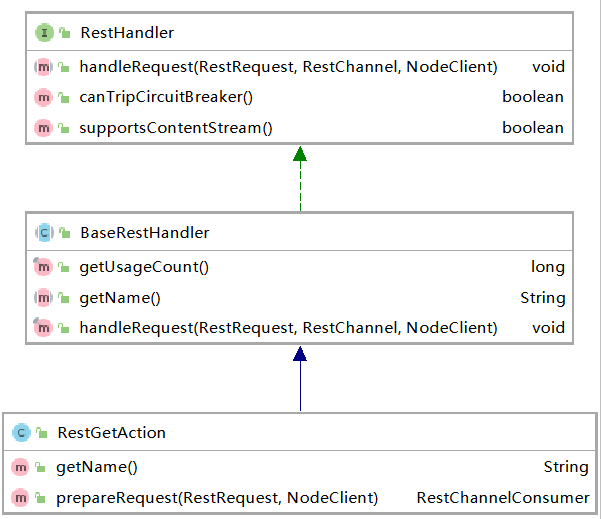 I RestHandler
m handleRequest(RestRequest, RestChannel, NodeClient) void
m canTripCircuitBreaker() boolean
m supportsContentStream() boolean
C BaseRestHandler
m getUsageCount() long
m getName() String
m handleRequest(RestRequest, RestChannel, NodeClient) void
C RestGetAction
m getName() String
m prepareRequest(RestRequest, NodeClient) RestChannelConsumer